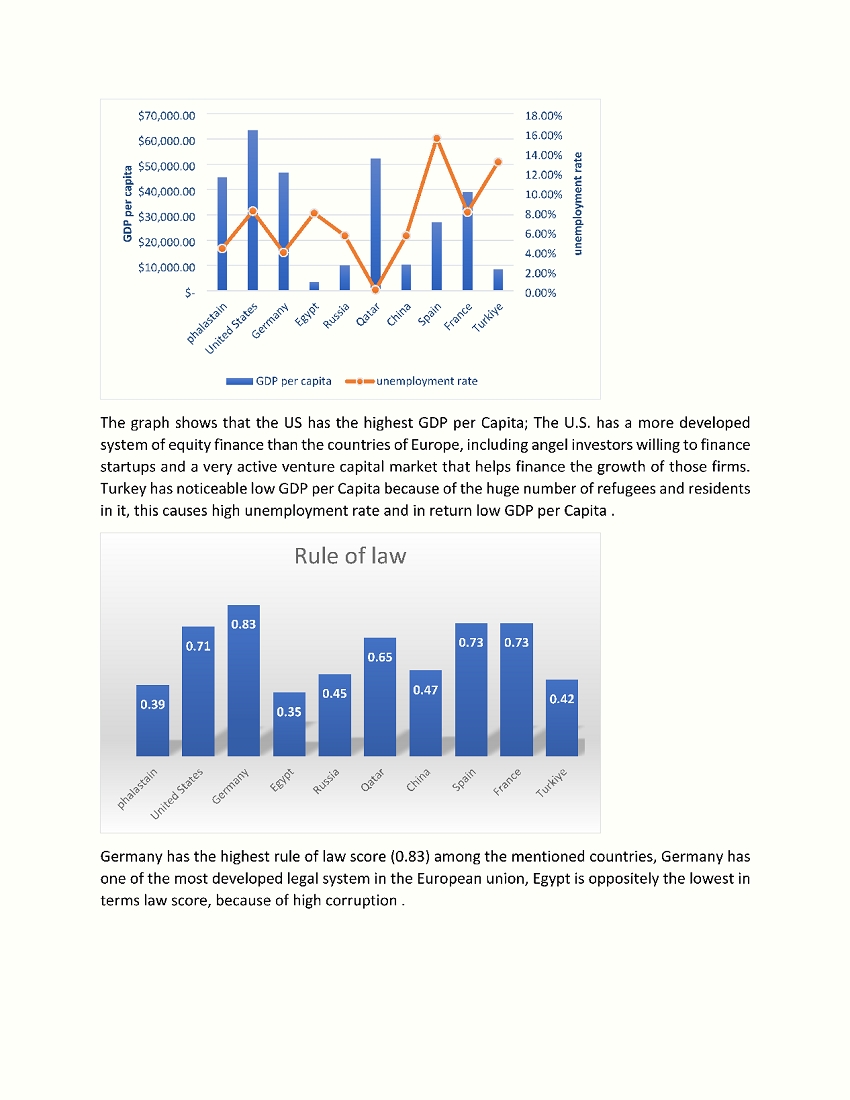 $70,000.00
$60,000.00
$50,000.00
$40,000.00
$30,000.00
$20,000.00
$10,000.00
$-
GDP per capita
18.00%
16.00%
14.00%
12.00%
10.00%
8.00%
6.00%
4.00%
2.00%
0.00%
unemployment rate
phalastain
United States
Germany
Egypt
Russia
Qatar
China
Spain
France
Turkiye
GDP per capita unemployment rate
The graph shows that the US has the highest GDP per Capita; The U.S. has a more developed
system of equity finance than the countries of Europe, including angel investors willing to finance
startups and a very active venture capital market that helps finance the growth of those firms.
Turkey has noticeable low GDP per Capita because of the huge number of refugees and residents
in it, this causes high unemployment rate and in return low GDP per Capita .
Rule of law
0.39
0.71
0.83
0.35
0.45
0.65
0.47
0.73
0.73
0.42
phalastain
United States
Germany
Egypt
Russia
Qatar
China
Spain
France
Turkiye
Germany has the highest rule of law score (0.83) among the mentioned countries, Germany has
one of the most developed legal system in the European union, Egypt is oppositely the lowest in
terms law score, because of high corruption .